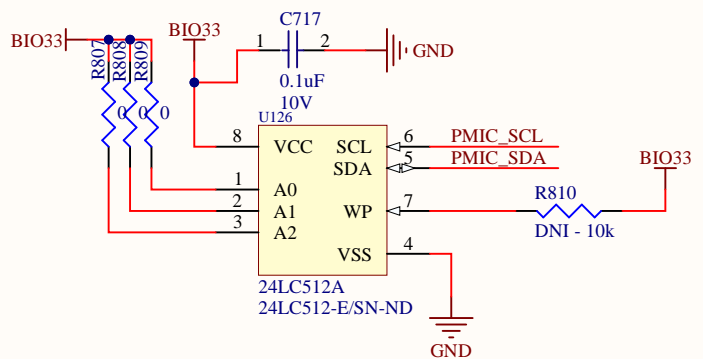 C717
BIO33
BIO33
1
2
GND
R807
R808
R809
0.1uF
10V
0
0
0
U126
8
VCC
SCL
6
PMIC_SCL
SDA
5
PMIC_SDA
BIO33
1
A0
R810
2
A1
WP
7
3
A2
DNI - 10k
VSS
4
24LC512A
24LC512-E/SN-ND
GND